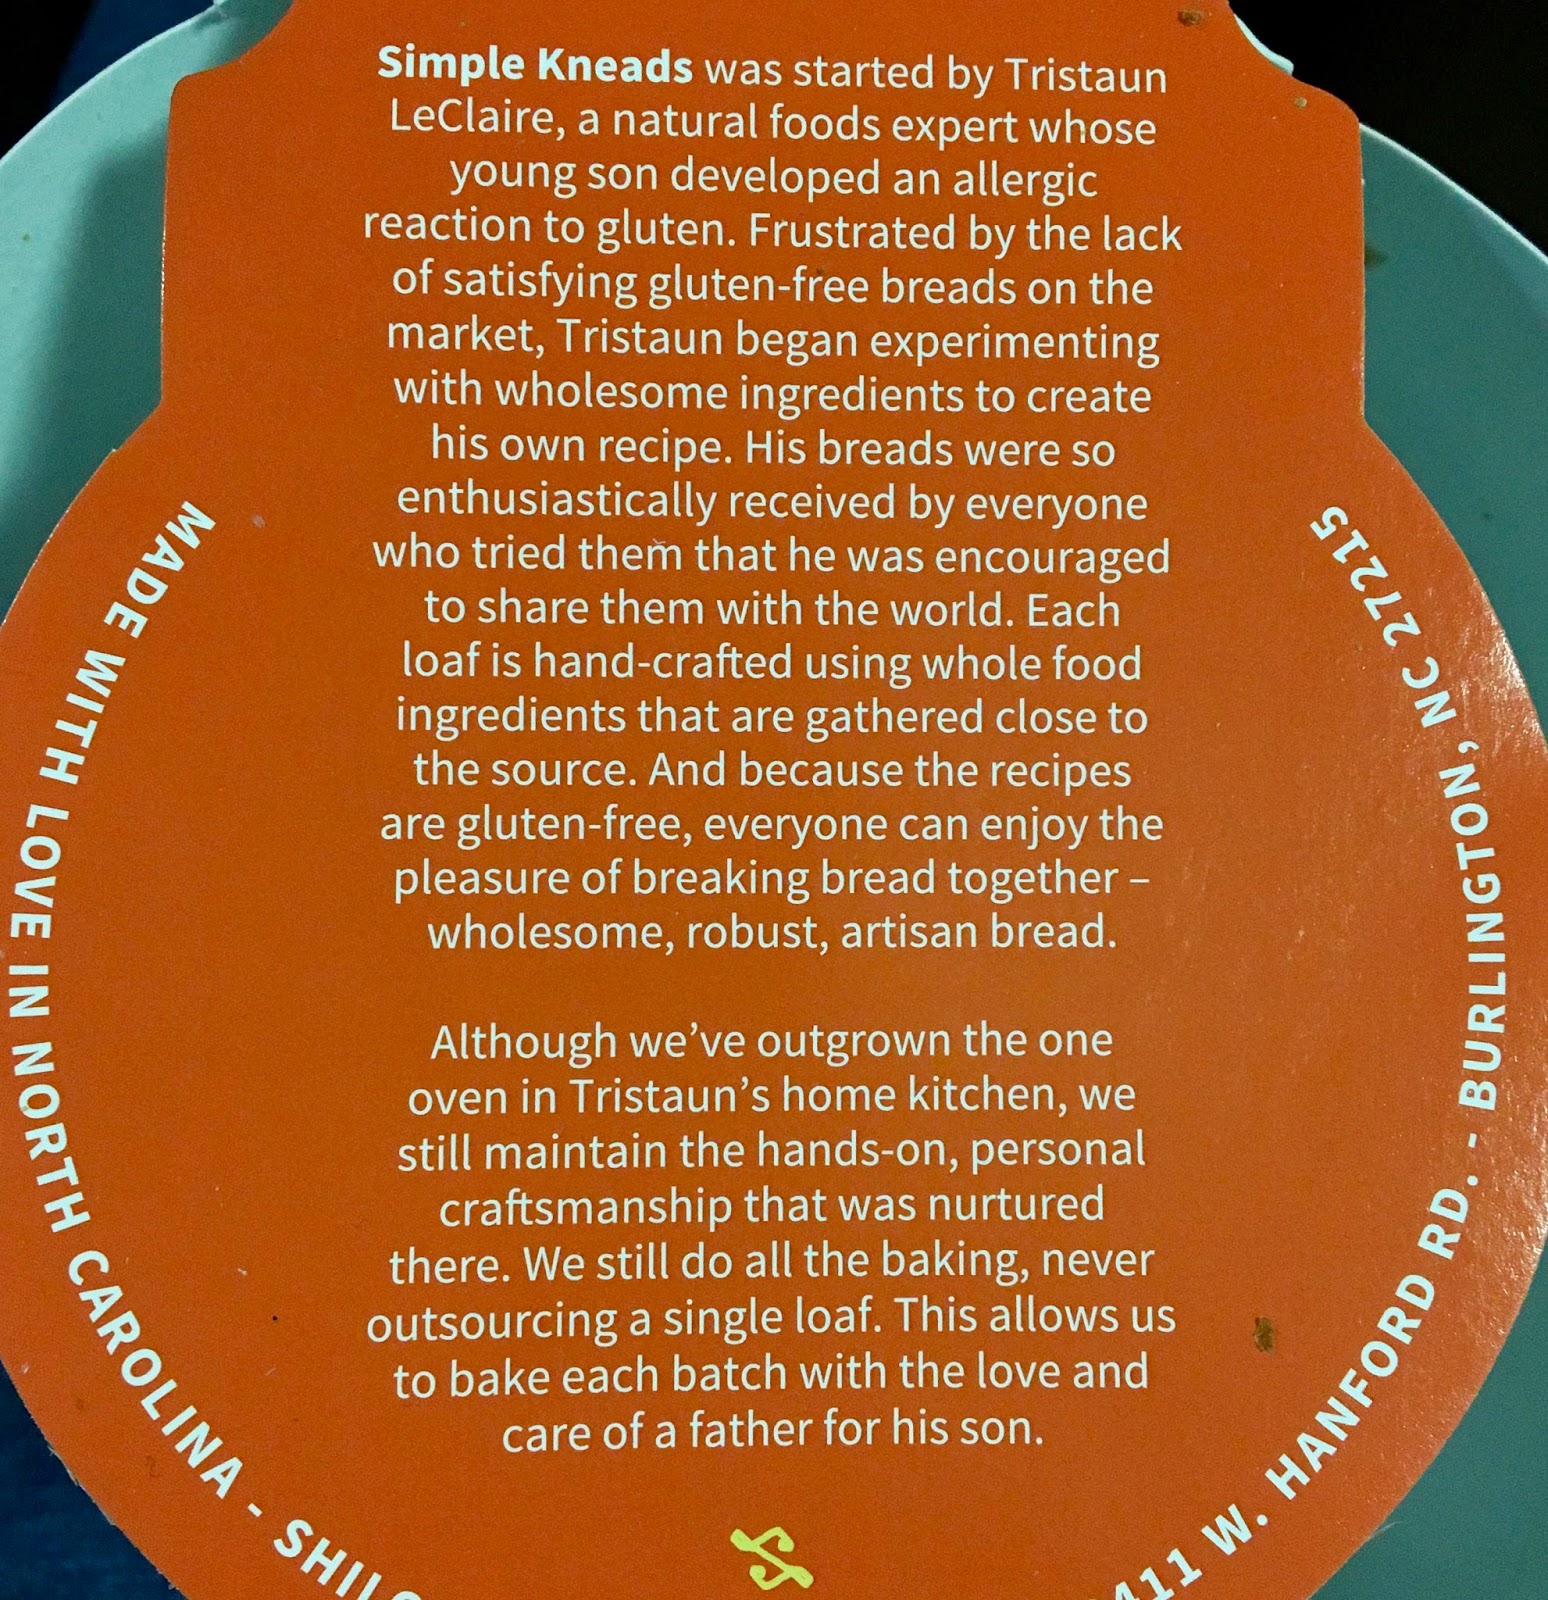 Simple Kneads was started by Tristaun
LeClaire, a natural foods expert whose
young son developed an allergic
reaction to gluten. Frustrated by the lack
of satisfying gluten-free breads on the
market, Tristaun began experimenting
with wholesome ingredients to create
his own recipe. His breads were so
enthusiastically received by everyone
who tried them that he was encouraged
to share them with the world. Each
loaf is hand-crafted using whole food
ingredients that are gathered close to
the source. And because the recipes
are gluten-free, everyone can enjoy the
pleasure of breaking bread together –
wholesome, robust, artisan bread.
Although we’ve outgrown the one
oven in Tristaun’s home kitchen, we
still maintain the hands-on, personal
craftsmanship that was nurtured
there. We still do all the baking, never
outsourcing a single loaf. This allows us
to bake each batch with the love and
care of a father for his son.
MADE WITH LOVE IN NORTH CAROLINA -
411 W. HANFORD RD. - BURLINGTON, NC 27215